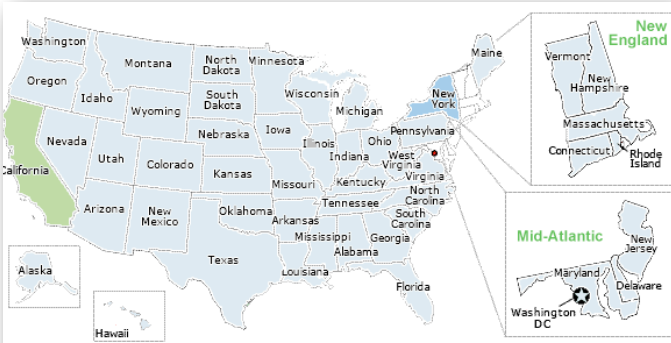 Washington
Oregon
California
Idaho
Nevada
Montana
Wyoming
Utah
Arizona
Colorado
New
Mexico
North
Dakota
South
Dakota
Nebraska
Kansas
Oklahoma
Texas
Minnesota
Iowa
Missouri
Arkansas
Louisiana
Wisconsin
Illinois
Michigan
Indiana
Ohio
Kentucky
Tennessee
Mississippi
Alabama
Georgia
Florida
South
Carolina
North
Carolina
Virginia
West
Virginia
Pennsylvania
New
York
Maine
Alaska
Hawaii
New
England
Vermont
New
Hampshire
Massachusetts
Connecticut
Rhode
Island
Mid-Atlantic
New
Jersey
Maryland
Delaware
Washington
DC